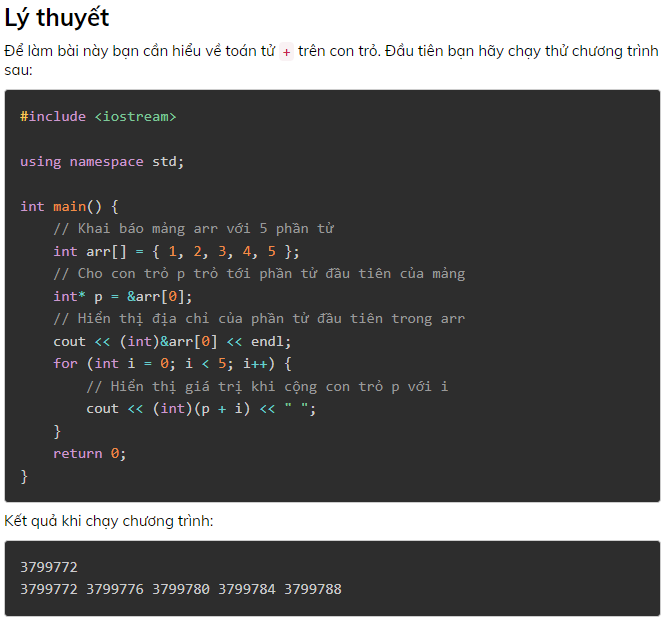 Lý thuyết
Để làm bài này bạn cần hiểu về toán tử + trên con trỏ. Đầu tiên bạn hãy chạy thử chương trình
sau:
#include <iostream>
using namespace std;
int main() {
    // Khai báo mảng arr với 5 phần tử
    int arr[] = { 1, 2, 3, 4, 5 };
    // Cho con trỏ p trỏ tới phần tử đầu tiên của mảng
    int* p = &arr[0];
    // Hiển thị địa chỉ của phần tử đầu tiên trong arr
    cout << (int)&arr[0] << endl;
    for (int i = 0; i < 5; i++) {
        // Hiển thị giá trị khi cộng con trỏ p với i
        cout << (int)(p + i) << " ";
    }
    return 0;
}
Kết quả khi chạy chương trình:
3799772
3799772 3799776 3799780 3799784 3799788